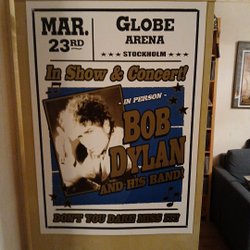 MAR.
23RD
GLOBE
ARENA
STOCKHOLM
In Show & Concert!
- IN PERSON -
BOB
DYLAN
AND HIS BAND!
DON'T YOU DARE MISS IT!